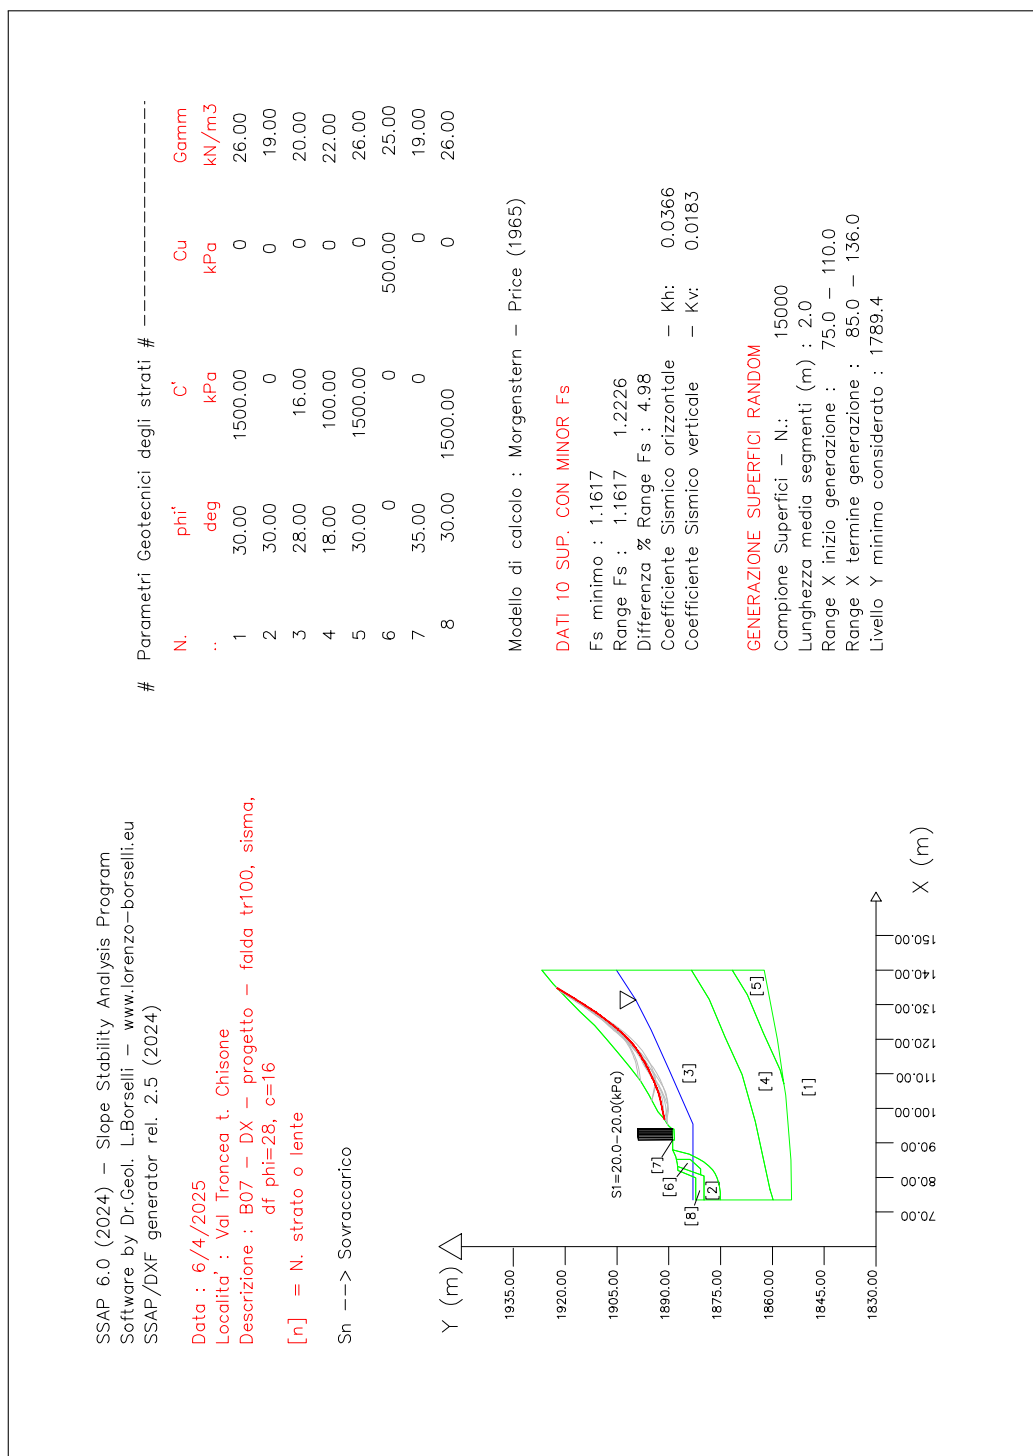 SSAP 6.0 (2024) - Slope Stability Analysis Program
Software by Dr.Geol. L.Borselli - www.lorenzo-borselli.eu
SSAP/DXF generator rel. 2.5 (2024)
Data : 6/4/2025
Localita' : Val Troncea t. Chisone
Descrizione : B07 - DX - progetto - falda tr100, sisma,
df phi=28, c=16
[n] = N. strato o lente
Sn ---> Sovraccarico
Y (m)
1935.00
1920.00
1905.00
1890.00
1875.00
1860.00
1845.00
1830.00
S1=20.0-20.0(kPa)
[7]
[6]
[8]
[2]
[3]
[4]
[5]
[1]
70.00
80.00
90.00
100.00
110.00
120.00
130.00
140.00
150.00
X (m)
# Parametri Geotecnici degli strati # ----------------------
N. phi' C' Cu Gamm
.. deg kPa kPa kN/m3
1 30.00 1500.00 0 26.00
2 30.00 0 0 19.00
3 28.00 16.00 0 20.00
4 18.00 100.00 0 22.00
5 30.00 1500.00 0 26.00
6 0 0 500.00 25.00
7 35.00 0 0 19.00
8 30.00 1500.00 0 26.00
Modello di calcolo : Morgenstern - Price (1965)
DATI 10 SUP. CON MINOR Fs
Fs minimo : 1.1617
Range Fs : 1.1617 1.2226
Differenza % Range Fs : 4.98
Coefficiente Sismico orizzontale - Kh: 0.0366
Coefficiente Sismico verticale - Kv: 0.0183
GENERAZIONE SUPERFICI RANDOM
Campione Superfici - N.: 15000
Lunghezza media segmenti (m) : 2.0
Range X inizio generazione : 75.0 - 110.0
Range X termine generazione : 85.0 - 136.0
Livello Y minimo considerato : 1789.4